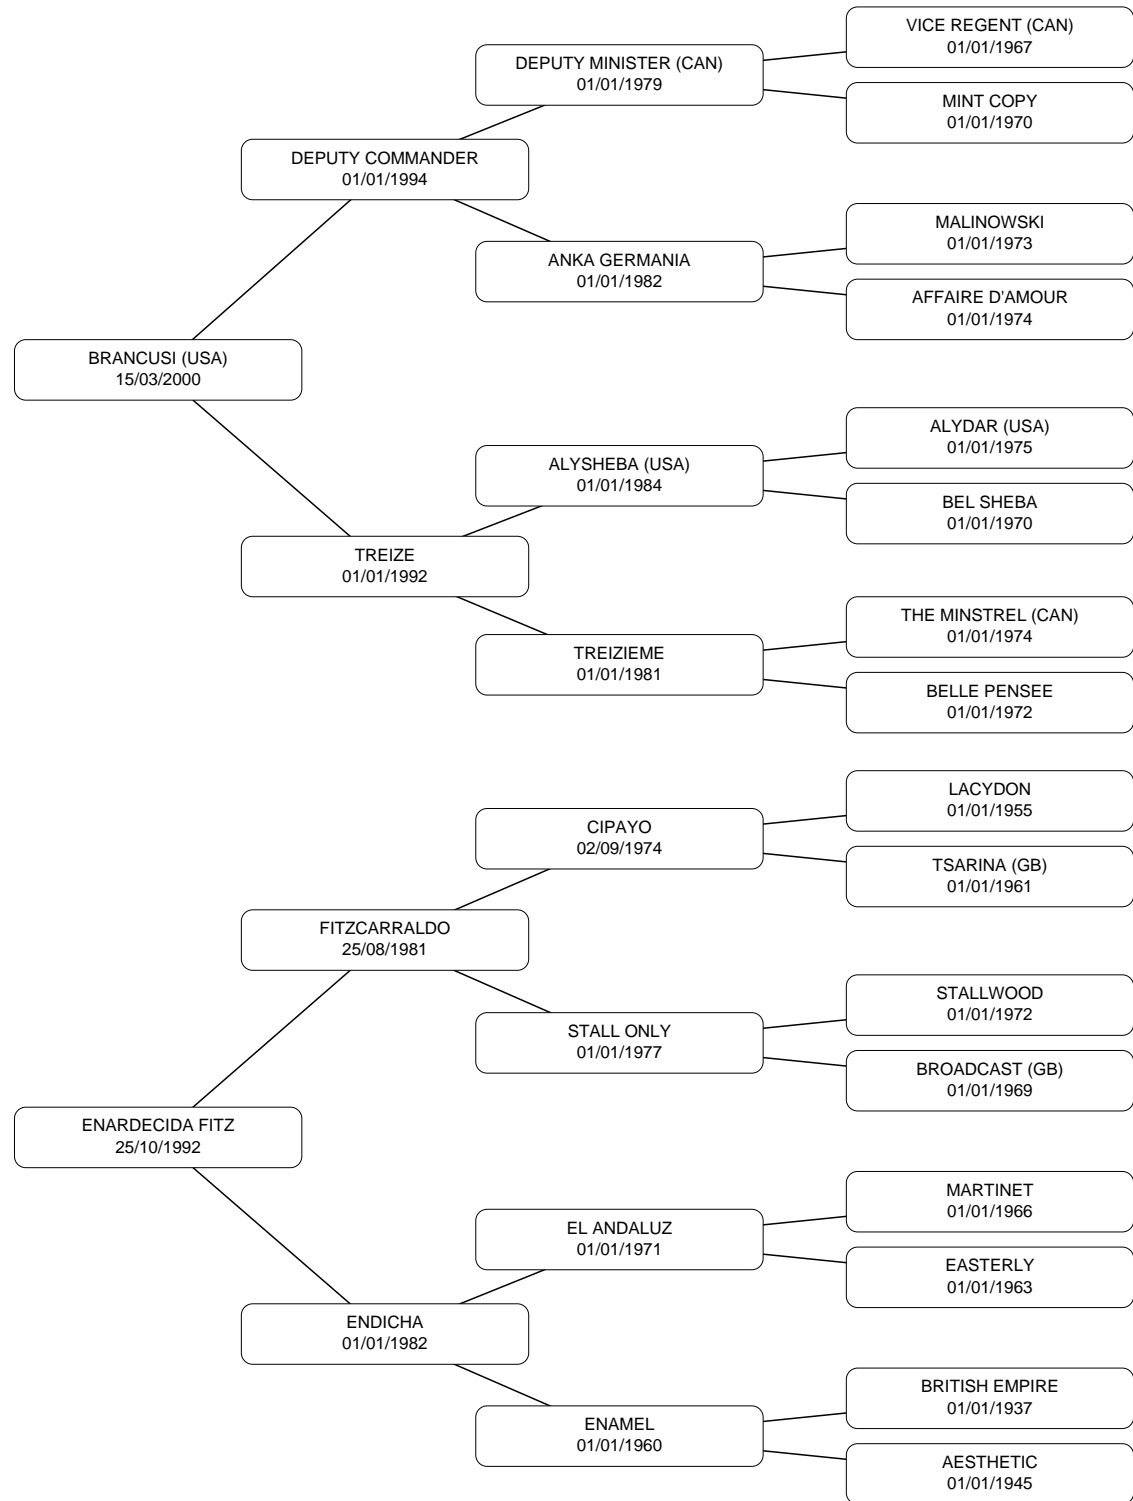 VICE REGENT (CAN)
01/01/1967
DEPUTY MINISTER (CAN)
01/01/1979
MINT COPY
01/01/1970
DEPUTY COMMANDER
01/01/1994
MALINOWSKI
01/01/1973
ANKA GERMANIA
01/01/1982
AFFAIRE D'AMOUR
01/01/1974
BRANCUSI (USA)
15/03/2000
ALYDAR (USA)
01/01/1975
ALYSHEBA (USA)
01/01/1984
BEL SHEBA
01/01/1970
TREIZE
01/01/1992
THE MINSTREL (CAN)
01/01/1974
TREIZIEME
01/01/1981
BELLE PENSEE
01/01/1972
LACYDON
01/01/1955
CIPAYO
02/09/1974
TSARINA (GB)
01/01/1961
FITZCARRALDO
25/08/1981
STALLWOOD
01/01/1972
STALL ONLY
01/01/1977
BROADCAST (GB)
01/01/1969
ENARDECIDA FITZ
25/10/1992
MARTINET
01/01/1966
EL ANDALUZ
01/01/1971
EASTERLY
01/01/1963
ENDICHA
01/01/1982
BRITISH EMPIRE
01/01/1937
ENAMEL
01/01/1960
AESTHETIC
01/01/1945